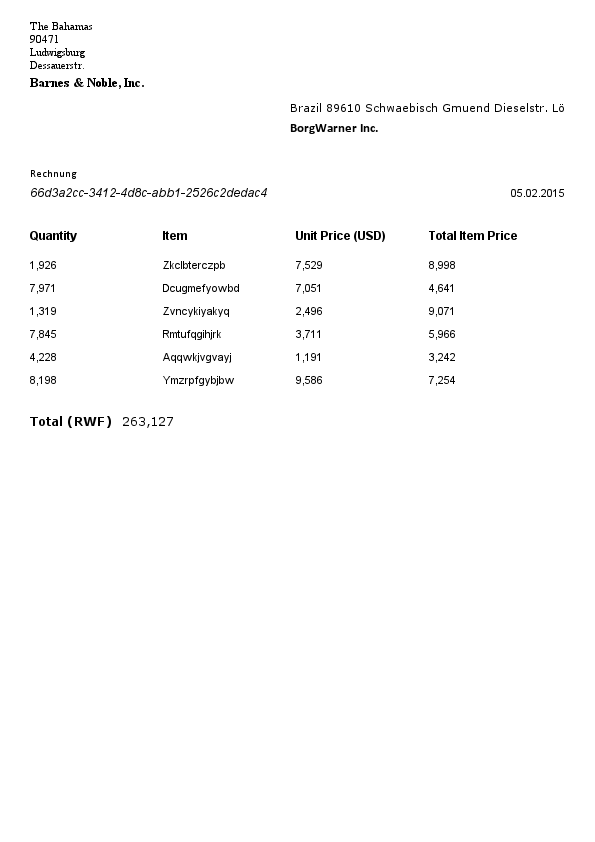 The Bahamas
90471
Ludwigsburg
Dessauerstr.
Barnes & Noble, Inc.
Brazil 89610 Schwaebisch Gmuend Dieselstr. Lö
BorgWarner Inc.
Rechnung
66d3a2cc-3412-4d8c-abb1-2526c2dedac4 05.02.2015
Quantity Item Unit Price (USD) Total Item Price
1,926 Zkclbterczpb 7,529 8,998
7,971 Dcugmefyowbd 7,051 4,641
1,319 Zvncykiyakyq 2,496 9,071
7,845 Rmtufqgihjrk 3,711 5,966
4,228 Aqqwkjvgvayj 1,191 3,242
8,198 Ymzrpfgybjbw 9,586 7,254
Total (RWF) 263,127